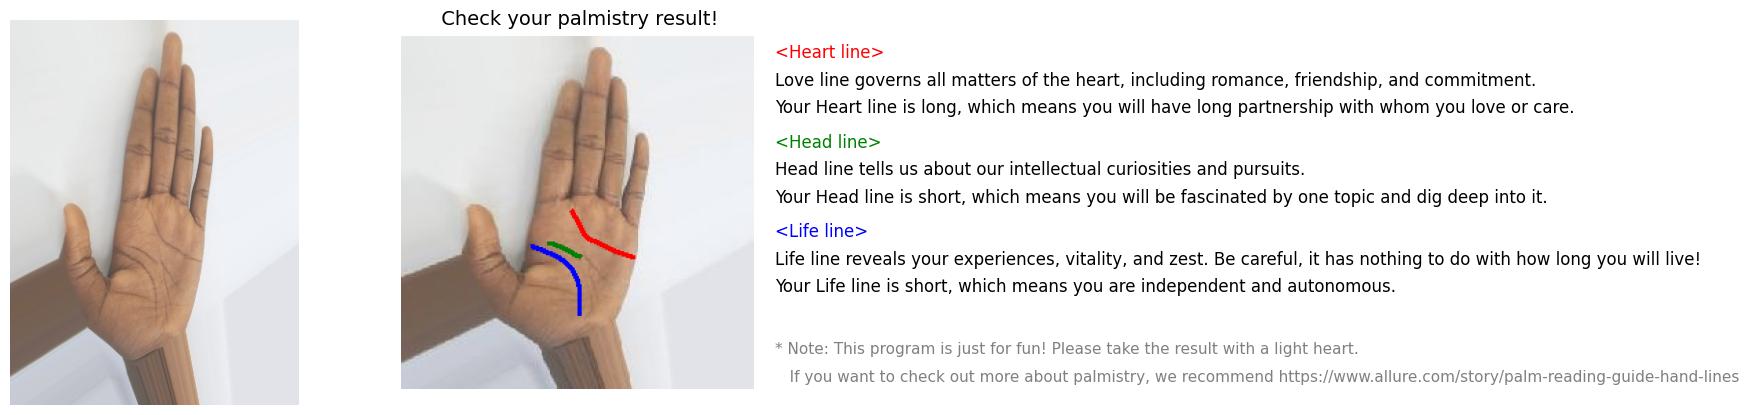 Check your palmistry result!
<Heart line>
Love line governs all matters of the heart, including romance, friendship, and commitment.
Your Heart line is long, which means you will have long partnership with whom you love or care.
<Head line>
Head line tells us about our intellectual curiosities and pursuits.
Your Head line is short, which means you will be fascinated by one topic and dig deep into it.
<Life line>
Life line reveals your experiences, vitality, and zest. Be careful, it has nothing to do with how long you will live!
Your Life line is short, which means you are independent and autonomous.
* Note: This program is just for fun! Please take the result with a light heart.
If you want to check out more about palmistry, we recommend https://www.allure.com/story/palm-reading-guide-hand-lines